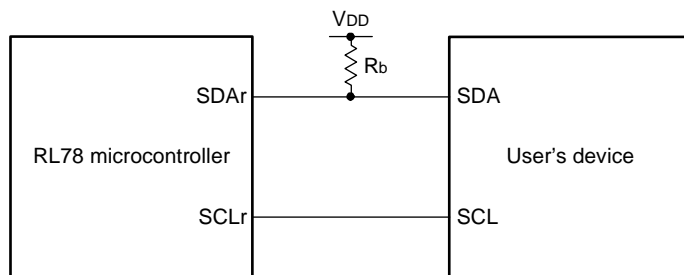 VDD
Rb
SDAr
SDA
RL78 microcontroller
User's device
SCLr
SCL